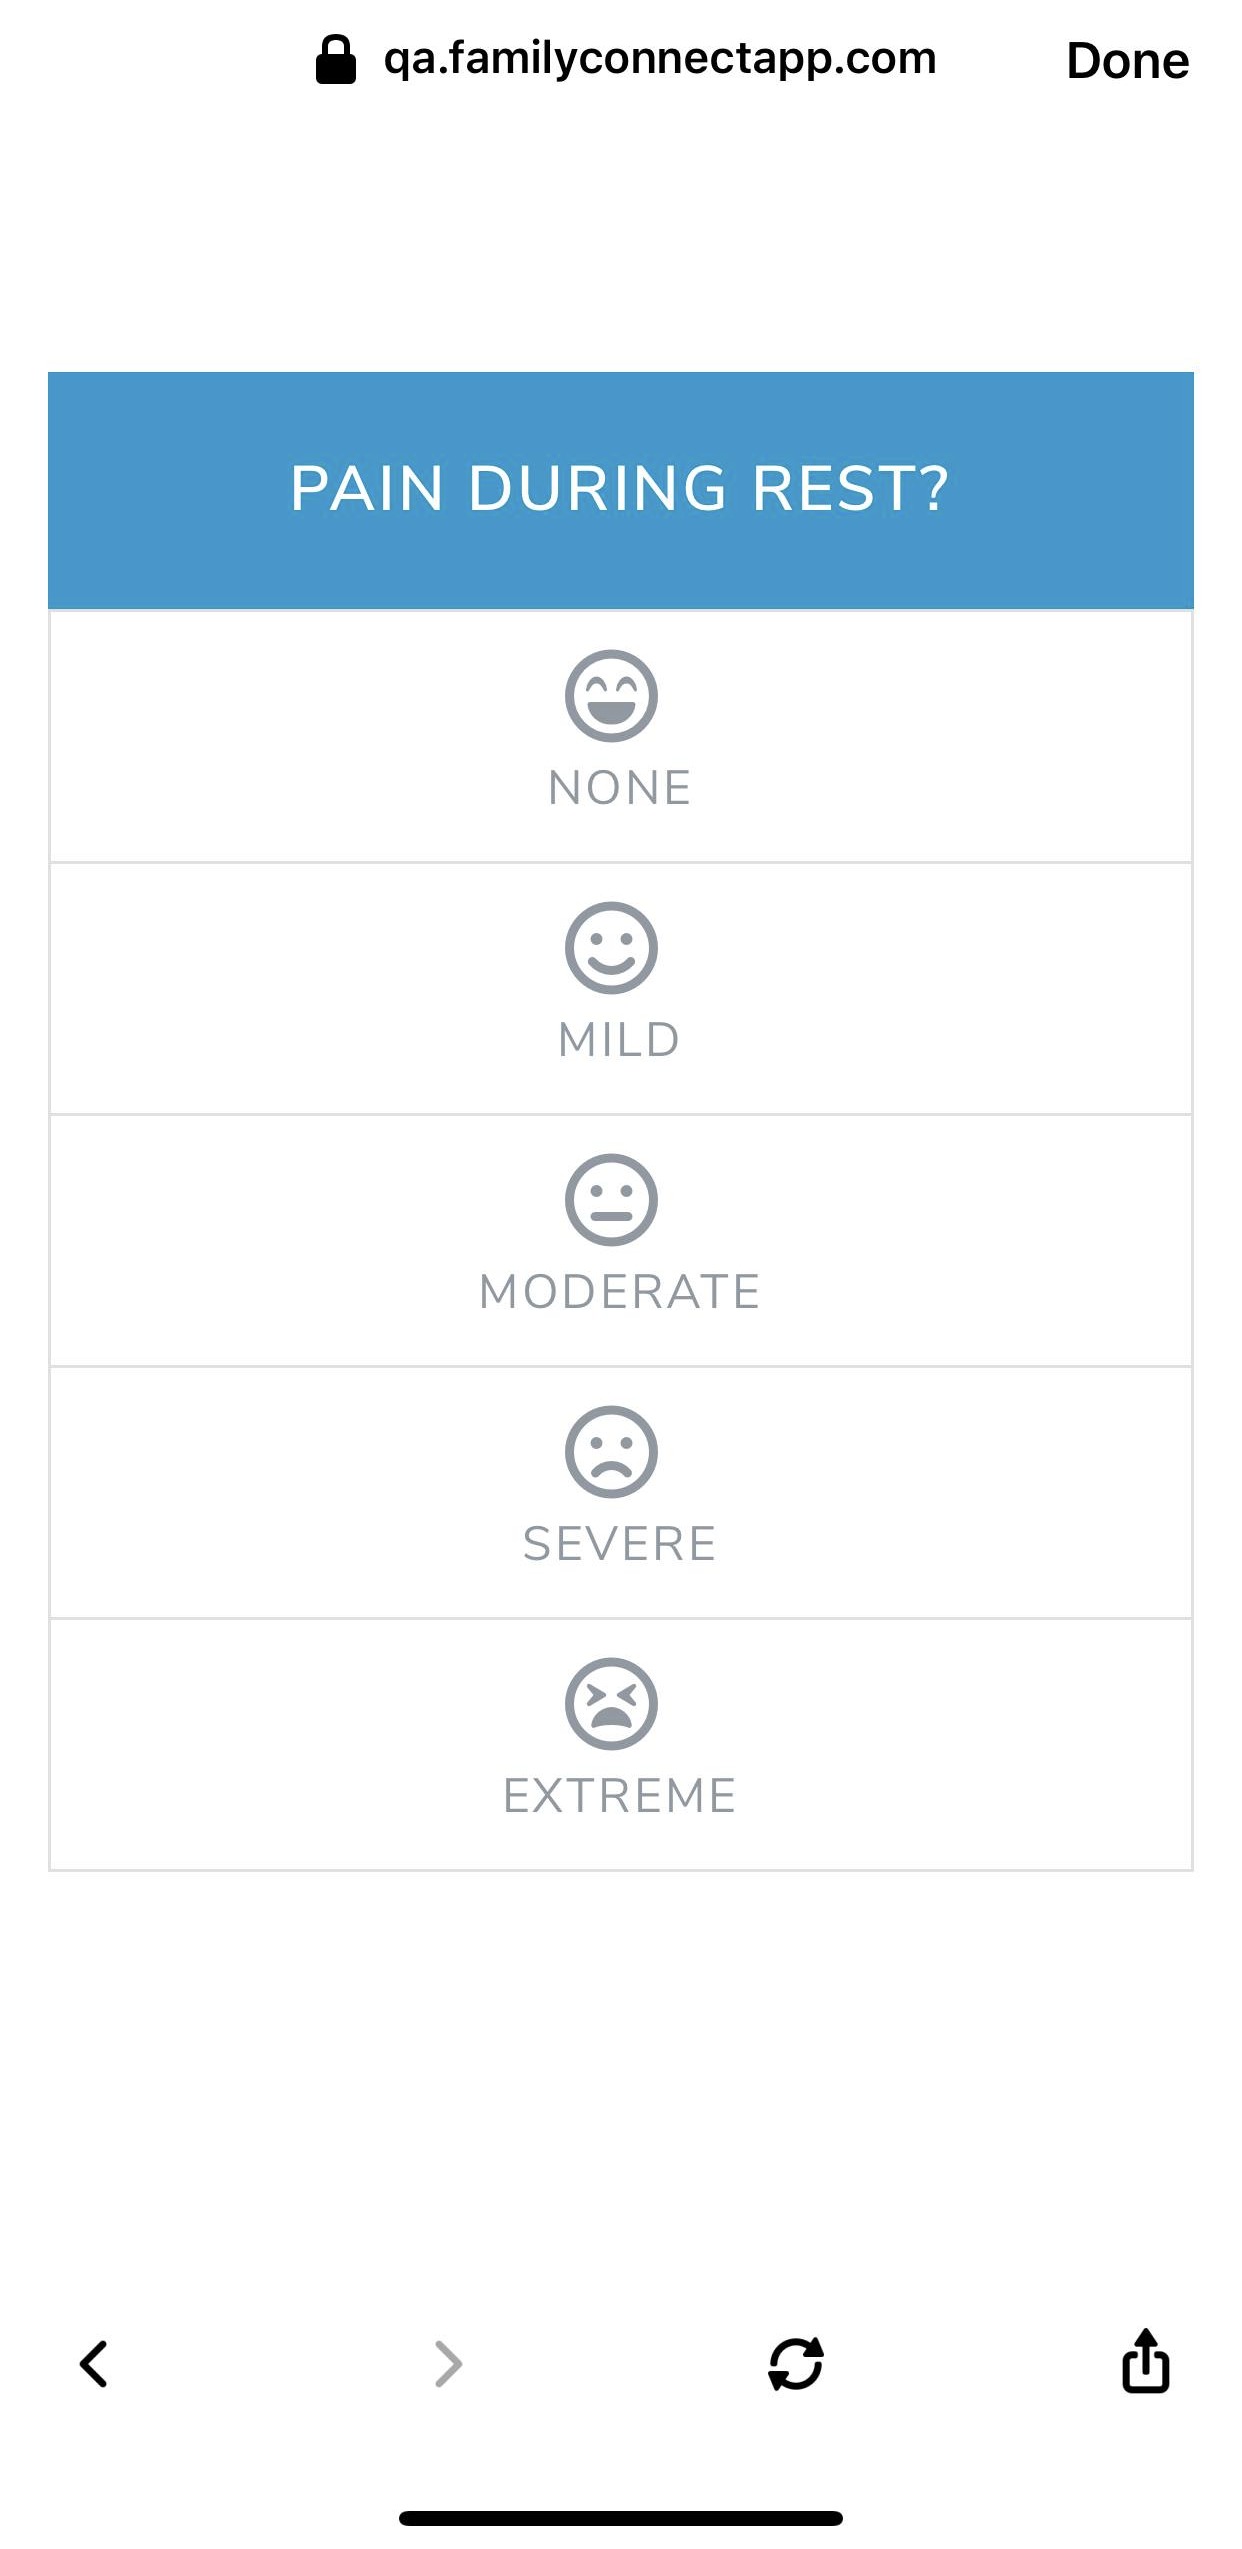 qa.familyconnectapp.com Done
PAIN DURING REST?
NONE
MILD
MODERATE
SEVERE
EXTREME